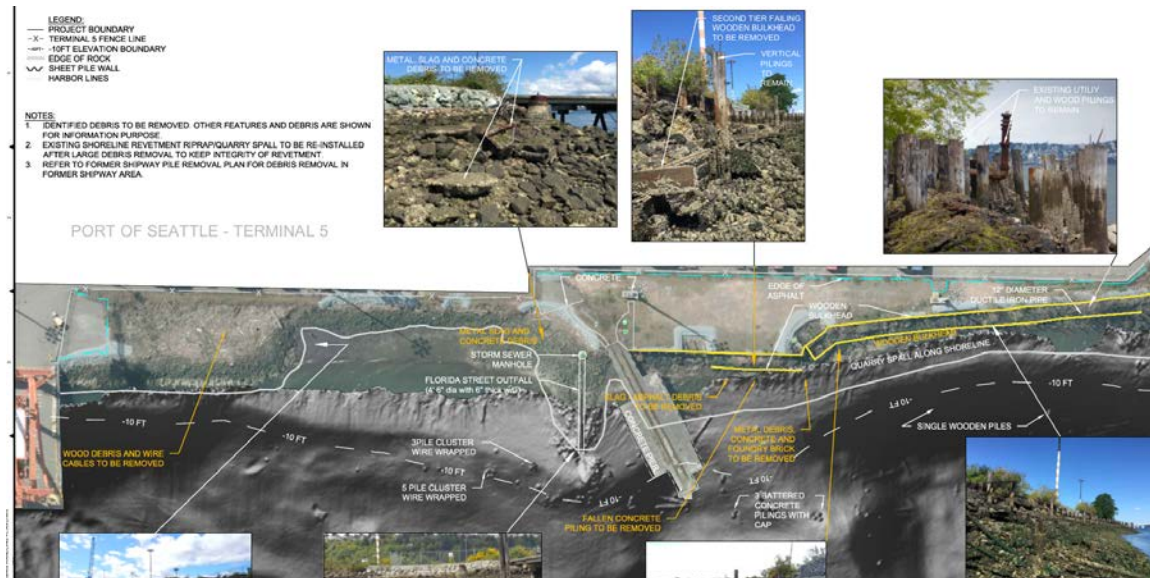 LEGEND:
PROJECT BOUNDARY
-X- TERMINAL 5 FENCE LINE
-10FT ELEVATION BOUNDARY
EDGE OF ROCK
SHEET PILE WALL
HARBOR LINES
NOTES:
1. IDENTIFIED DEBRIS TO BE REMOVED. OTHER FEATURES AND DEBRIS ARE SHOWN
FOR INFORMATION PURPOSE.
2. EXISTING SHORELINE REVETMENT RIPRAP/QUARRY SPALL TO BE RE-INSTALLED
AFTER LARGE DEBRIS REMOVAL TO KEEP INTEGRITY OF REVETMENT.
3. REFER TO FORMER SHIPWAY PILE REMOVAL PLAN FOR DEBRIS REMOVAL IN
FORMER SHIPWAY AREA.
PORT OF SEATTLE - TERMINAL 5
METAL, SLAG AND CONCRETE
DEBRIS TO BE REMOVED
SECOND TIER FAILING
WOODEN BULKHEAD
TO BE REMOVED
VERTICAL
PILINGS
TO
REMAIN
EXISTING UTILIY
AND WOOD PILINGS
TO REMAIN
CONCRETE
EDGE OF
ASPHALT
WOODEN
BULKHEAD
12" DIAMETER
DUCTILE IRON PIPE
WOODEN BULKHEAD
QUARRY SPALL ALONG SHORELINE
METAL SLAG AND
CONCRETE DEBRIS
STORM SEWER
MANHOLE
FLORIDA STREET OUTFALL
SLAG / ASPHALT DEBRIS
TO BE REMOVED
-10 FT
-10 FT
-10 FT
-10 FT
-10 FT
-10 FT
-10 FT
WOOD DEBRIS AND WIRE
CABLES TO BE REMOVED
3PILE CLUSTER
WIRE WRAPPED
5 PILE CLUSTER
WIRE WRAPPED
METAL DEBRIS,
CONCRETE AND
FOUNDRY BRICK
TO BE REMOVED
SINGLE WOODEN PILES
FALLEN CONCRETE
PILING TO BE REMOVED
3 BATTERED
CONCRETE
PILINGS WITH
CAP